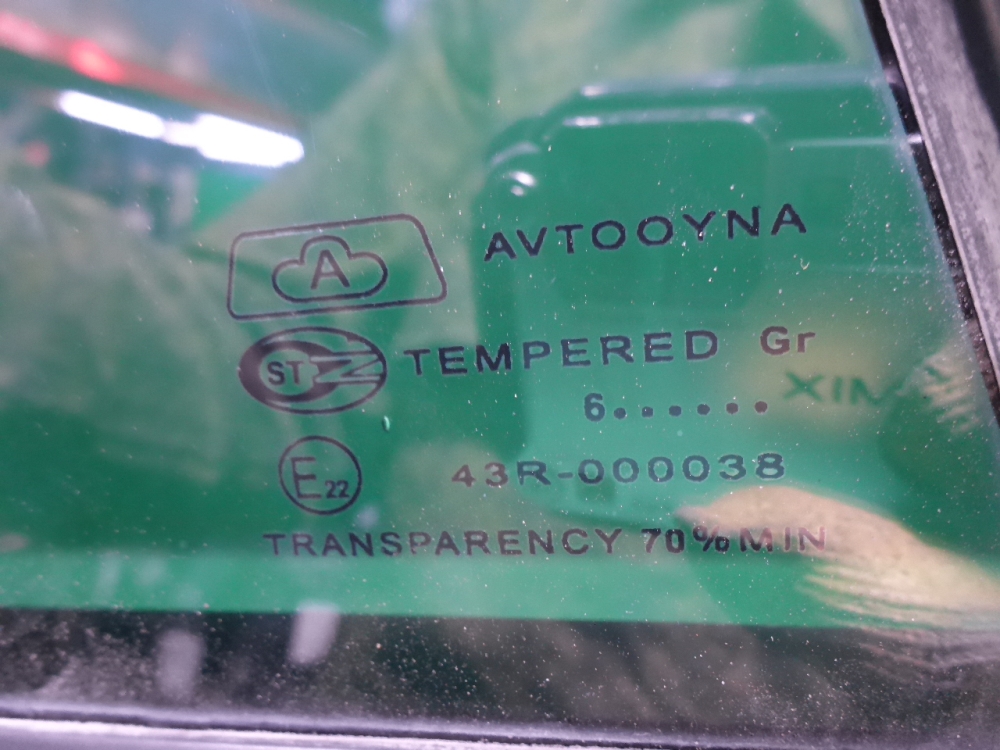 A
AVTOOYNA
ST
TEMPERED Gr
6••••••
E22
43R-000038
TRANSPARENCY 70%MIN